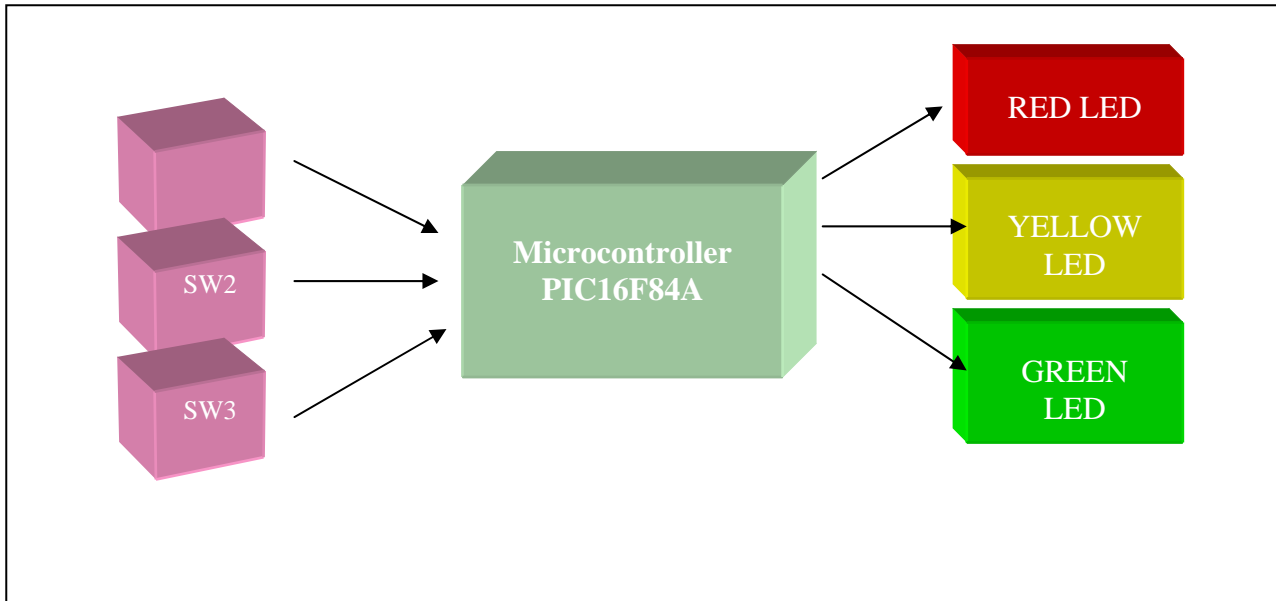 SW2
SW3
Microcontroller
PIC16F84A
RED LED
YELLOW
LED
GREEN
LED